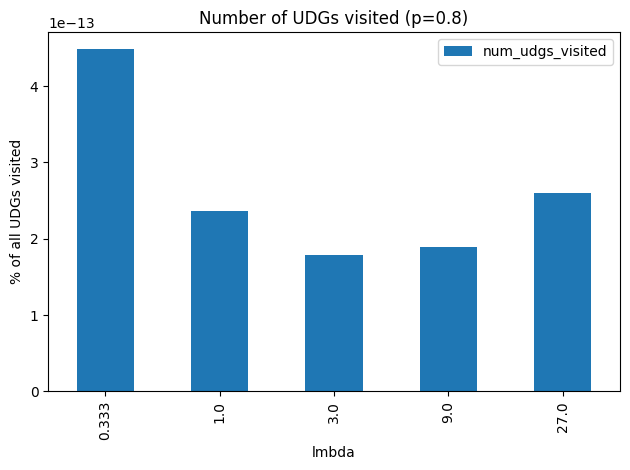 Number of UDGs visited (p=0.8)
1e−13
num_udgs_visited
% of all UDGs visited
4
3
2
1
0
0.333
1.0
3.0
9.0
27.0
lmbda